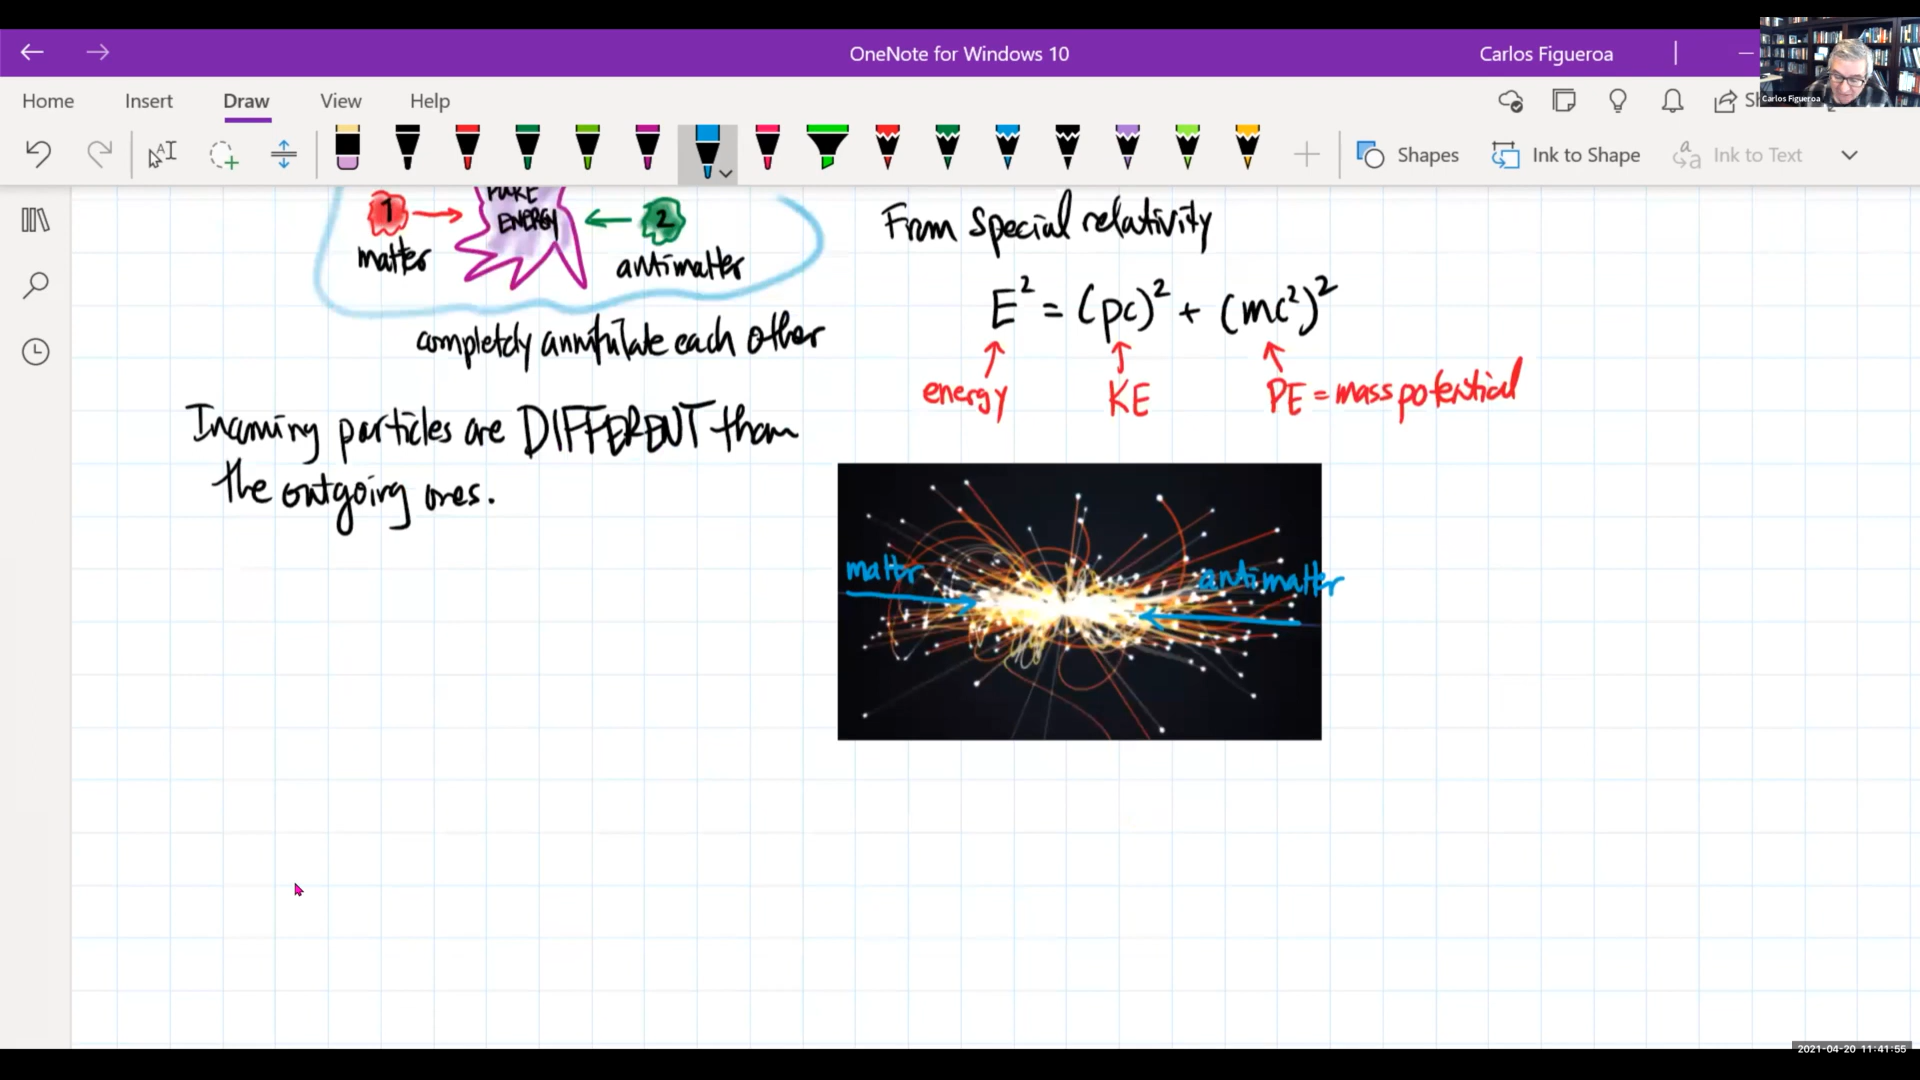 OneNote for Windows 10
Carlos Figueroa
Carlos Figueroa
Home Insert Draw View Help
Shapes Ink to Shape Ink to Text
ENERGY
1
2
matter
antimatter
completely annihilate each other
Incoming particles are DIFFERENT than
the outgoing ones.
From special relativity
E² = (pc)² + (mc²)²
energy KE PE = mass potential
matter
antimatter
2021-04-20 11:41:55